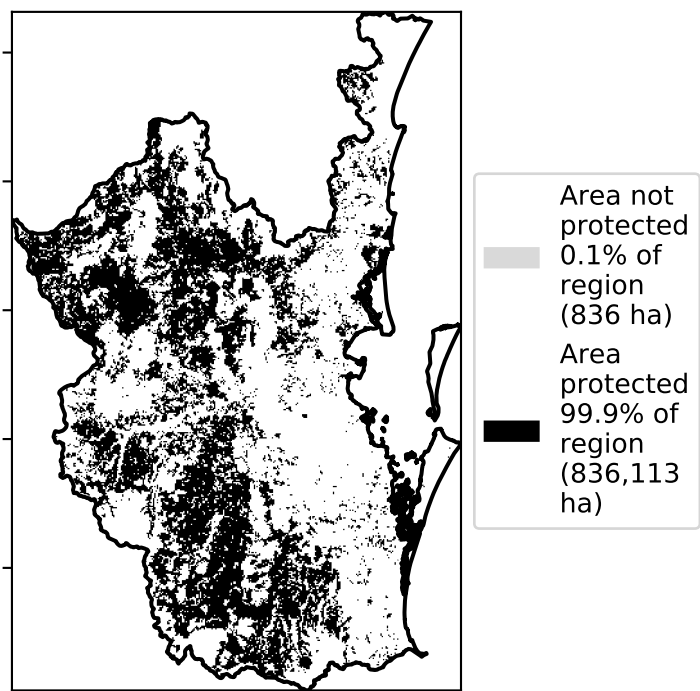 Area not
protected
0.1% of
region
(836 ha)
Area
protected
99.9% of
region
(836,113
ha)